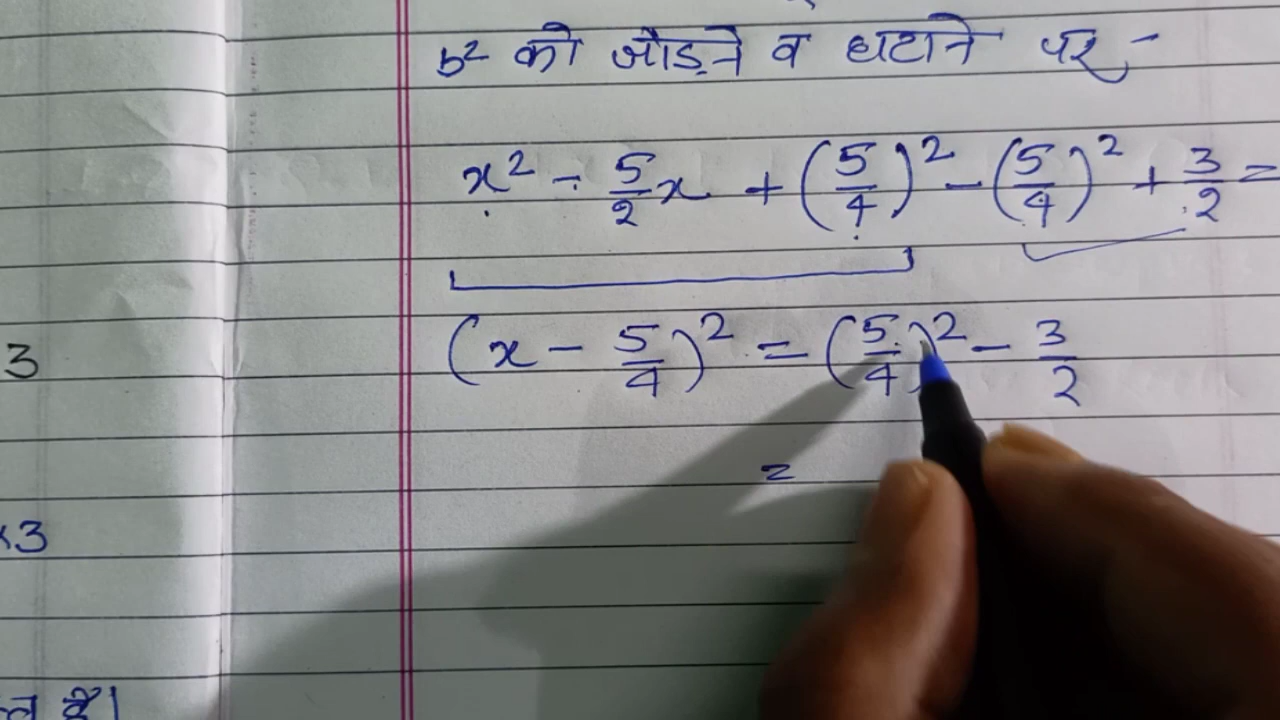 b² को जोड़ने व घटाने पर -
x² - 5/2 x + (5/4)² - (5/4)² + 3/2 =
(x - 5/4)² = (5/4)² - 3/2
3
=
×3
हैं।